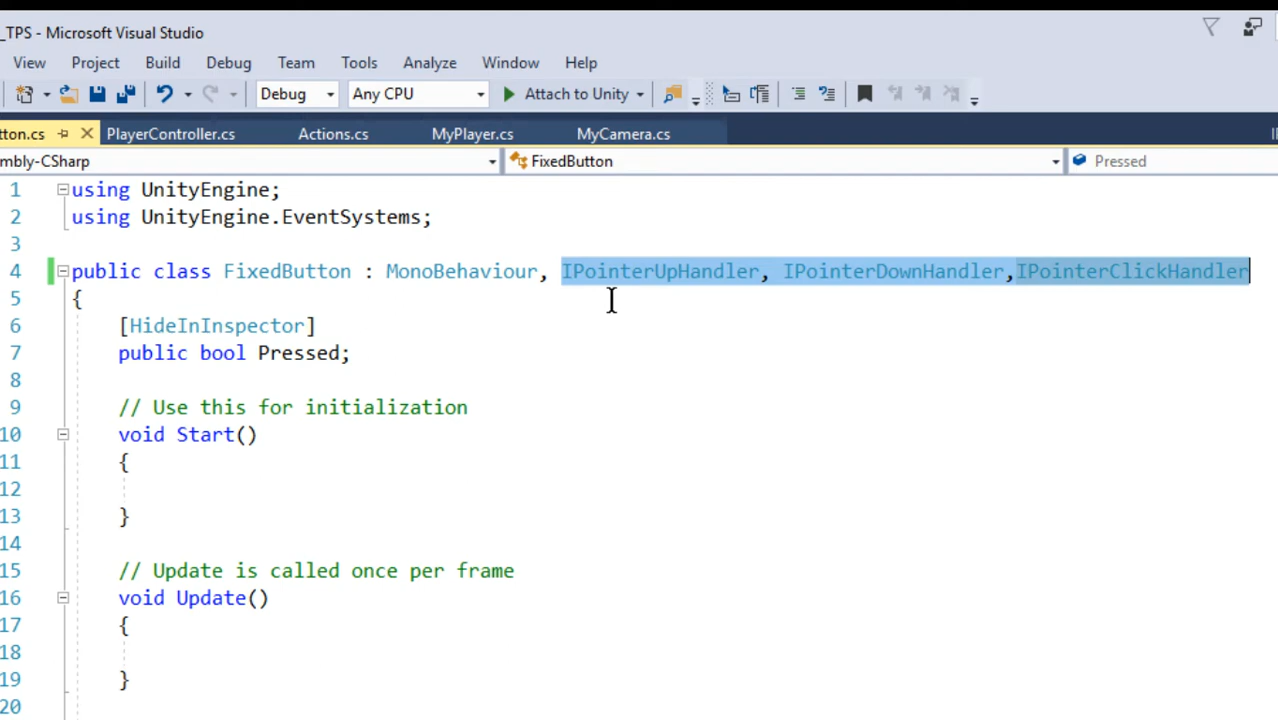 _TPS - Microsoft Visual Studio
View Project Build Debug Team Tools Analyze Window Help
Debug Any CPU Attach to Unity
tton.cs PlayerController.cs Actions.cs MyPlayer.cs MyCamera.cs
mbly-CSharp FixedButton Pressed
1 using UnityEngine;
2 using UnityEngine.EventSystems;
3
4 public class FixedButton : MonoBehaviour, IPointerUpHandler, IPointerDownHandler,IPointerClickHandler
5 {
6 [HideInInspector]
7 public bool Pressed;
8
9 // Use this for initialization
10 void Start()
11 {
12
13 }
14
15 // Update is called once per frame
16 void Update()
17 {
18
19 }
20